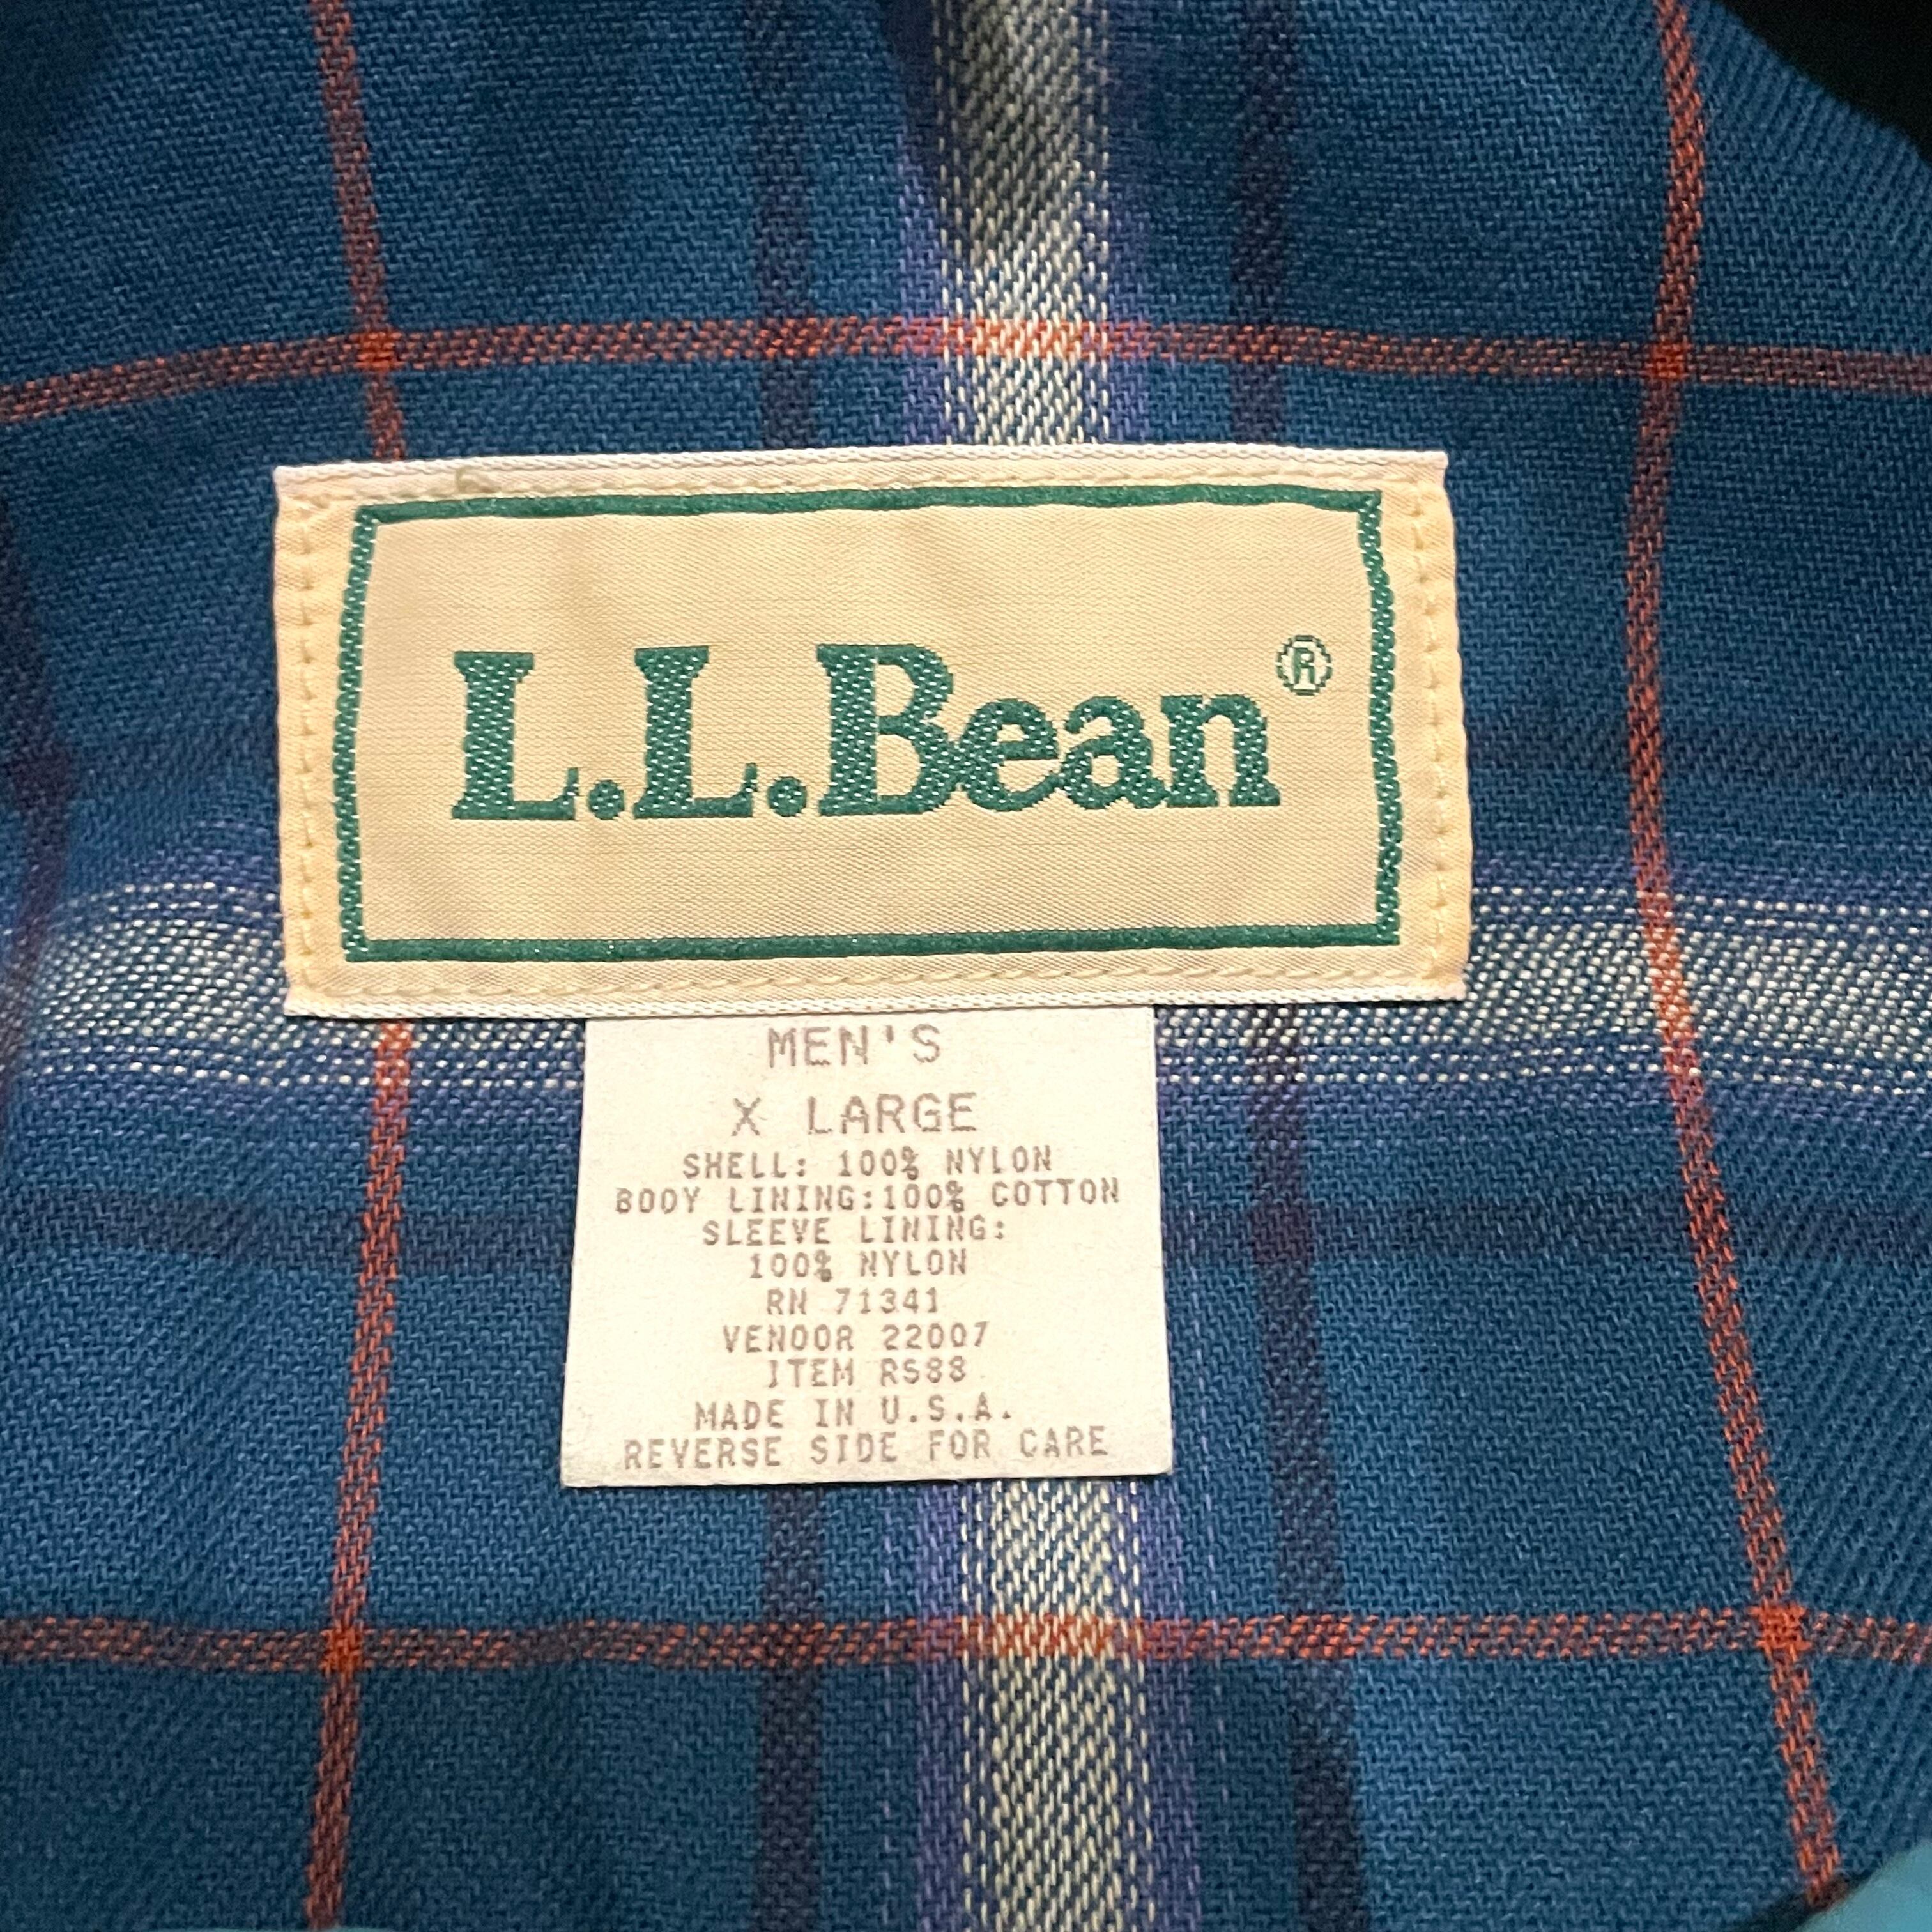 L.L.Bean®
MEN'S
X LARGE
SHELL: 100% NYLON
BODY LINING:100% COTTON
SLEEVE LINING:
100% NYLON
RN 71341
VENDOR 22007
ITEM RS88
MADE IN U.S.A.
REVERSE SIDE FOR CARE